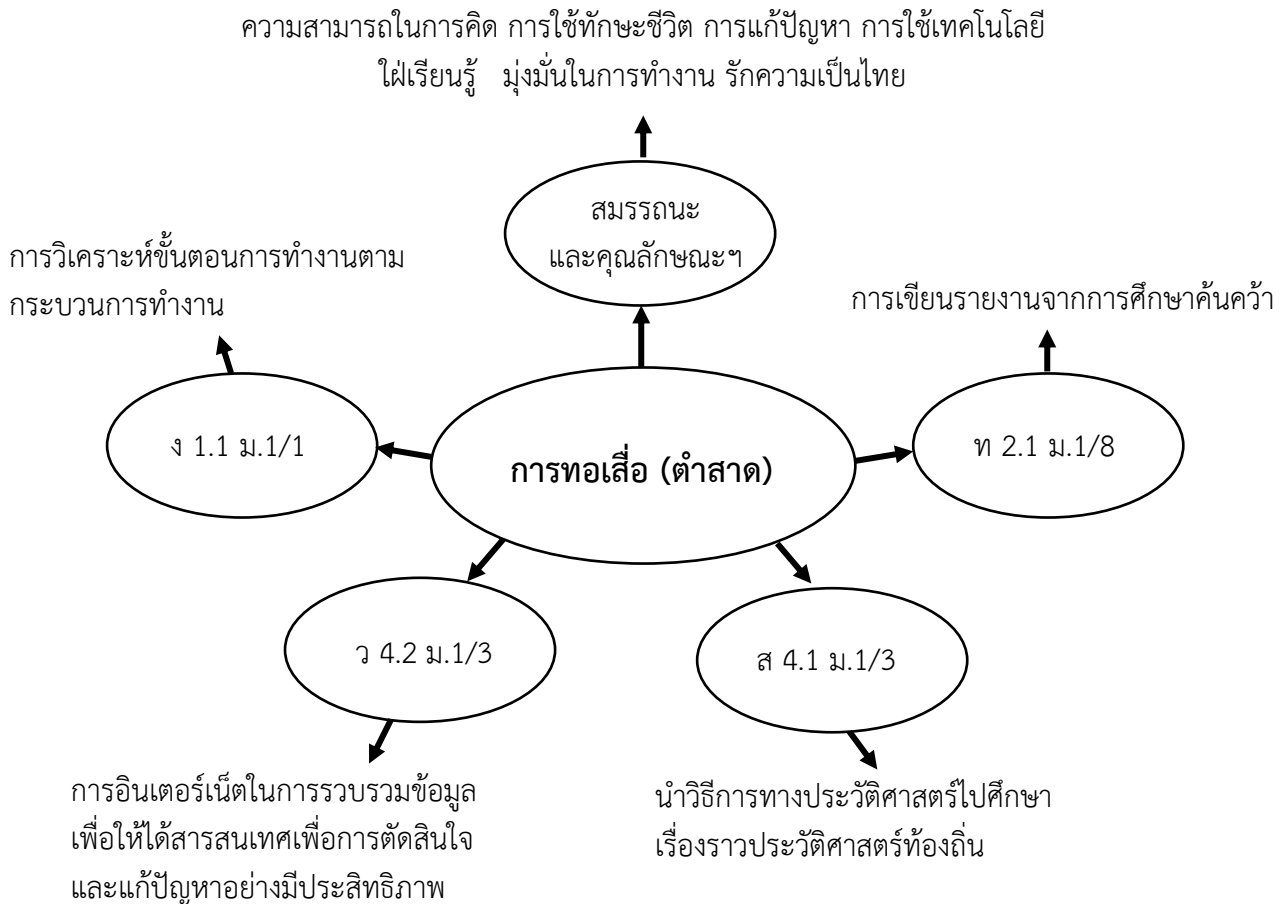 ความสามารถในการคิด การใช้ทักษะชีวิต การแก้ปัญหา การใช้เทคโนโลยี
ใฝ่เรียนรู้ มุ่งมั่นในการทำงาน รักความเป็นไทย
สมรรถนะ
และคุณลักษณะฯ
การวิเคราะห์ขั้นตอนการทำงานตาม
กระบวนการทำงาน
การเขียนรายงานจากการศึกษาค้นคว้า
ง 1.1 ม.1/1
การทอเสื่อ (ตำสาด)
ท 2.1 ม.1/8
ว 4.2 ม.1/3
ส 4.1 ม.1/3
การอินเตอร์เน็ตในการรวบรวมข้อมูล
เพื่อให้ได้สารสนเทศเพื่อการตัดสินใจ
และแก้ปัญหาอย่างมีประสิทธิภาพ
นำวิธีการทางประวัติศาสตร์ไปศึกษา
เรื่องราวประวัติศาสตร์ท้องถิ่น